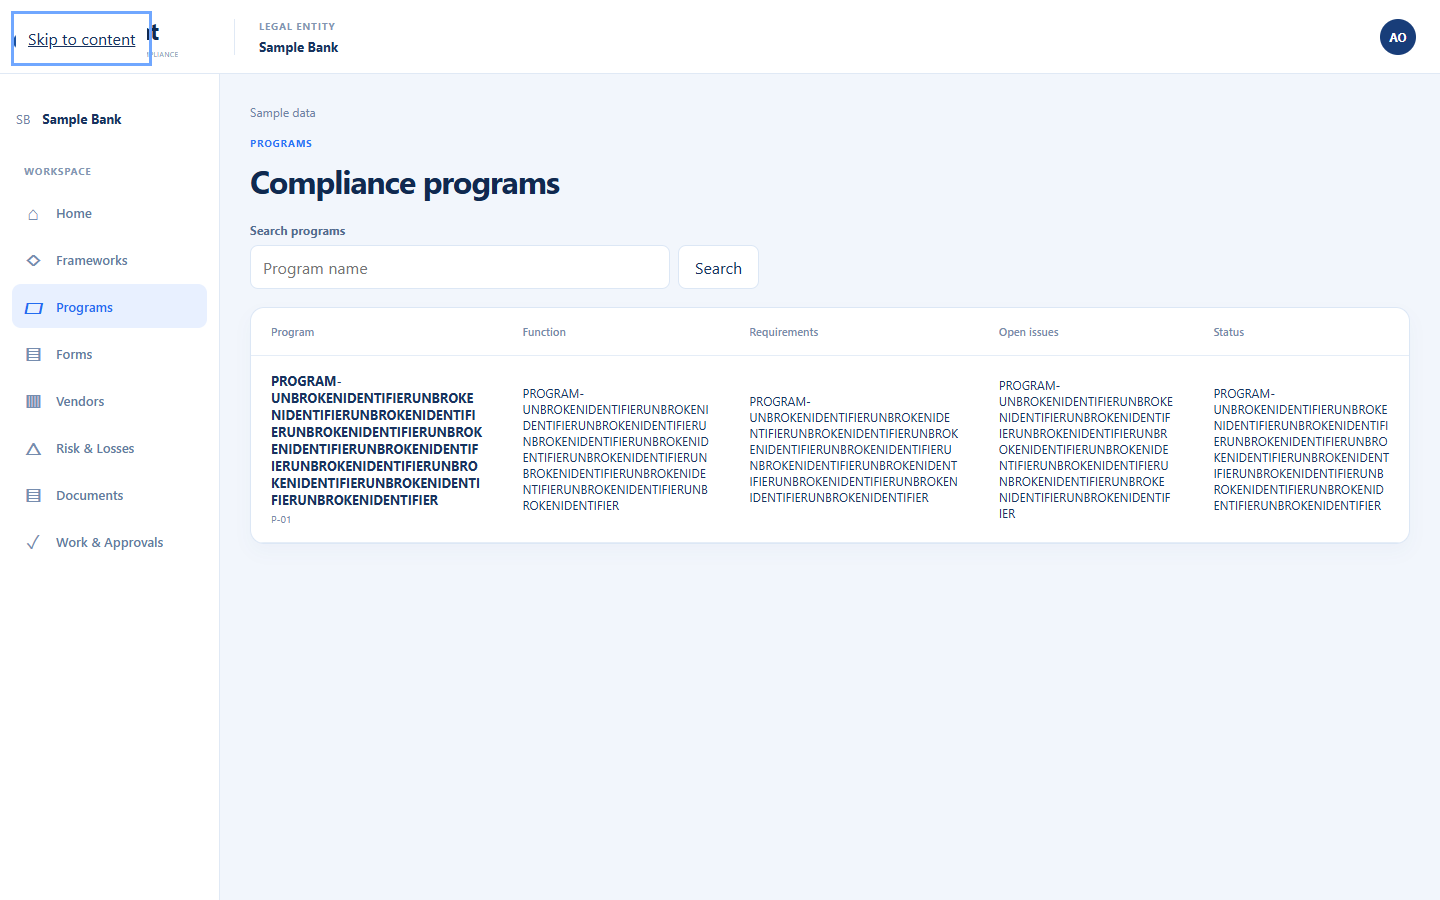 Skip to content
LEGAL ENTITY
Sample Bank
AO
SB Sample Bank
WORKSPACE
Home
Frameworks
Programs
Forms
Vendors
Risk & Losses
Documents
Work & Approvals
Sample data
PROGRAMS
Compliance programs
Search programs
Program name
Search
Program Function Requirements Open issues Status
PROGRAM-
UNBROKENIDENTIFIERUNBROKE
NIDENTIFIERUNBROKENIDENTIFI
ERUNBROKENIDENTIFIERUNBROK
ENIDENTIFIERUNBROKENIDENTIF
IERUNBROKENIDENTIFIERUNBRO
KENIDENTIFIERUNBROKENIDENTI
FIERUNBROKENIDENTIFIER
P-01
PROGRAM-
UNBROKENIDENTIFIERUNBROKENI
DENTIFIERUNBROKENIDENTIFIERU
NBROKENIDENTIFIERUNBROKENID
ENTIFIERUNBROKENIDENTIFIERUN
BROKENIDENTIFIERUNBROKENIDE
NTIFIERUNBROKENIDENTIFIERUNB
ROKENIDENTIFIER
PROGRAM-
UNBROKENIDENTIFIERUNBROKENIDE
NTIFIERUNBROKENIDENTIFIERUNBROK
ENIDENTIFIERUNBROKENIDENTIFIERU
NBROKENIDENTIFIERUNBROKENIDENT
IFIERUNBROKENIDENTIFIERUNBROKEN
IDENTIFIERUNBROKENIDENTIFIER
PROGRAM-
UNBROKENIDENTIFIERUNBROKE
NIDENTIFIERUNBROKENIDENTIF
IERUNBROKENIDENTIFIERUNBR
OKENIDENTIFIERUNBROKENIDE
NTIFIERUNBROKENIDENTIFIERU
NBROKENIDENTIFIERUNBROKE
NIDENTIFIERUNBROKENIDENTIF
IER
PROGRAM-
UNBROKENIDENTIFIERUNBROKE
NIDENTIFIERUNBROKENIDENTIFI
ERUNBROKENIDENTIFIERUNBRO
KENIDENTIFIERUNBROKENIDENT
IFIERUNBROKENIDENTIFIERUNB
ROKENIDENTIFIERUNBROKENID
ENTIFIERUNBROKENIDENTIFIER